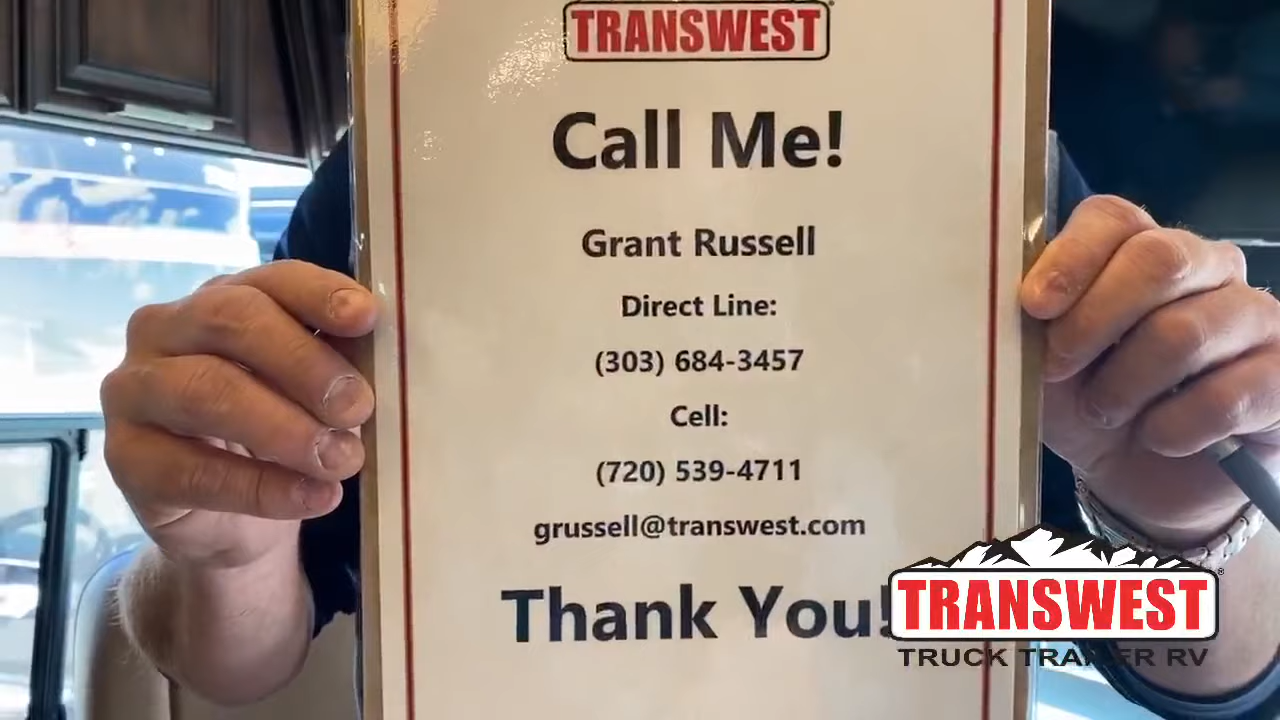 TRANSWEST
Call Me!
Grant Russell
Direct Line:
(303) 684-3457
Cell:
(720) 539-4711
grussell@transwest.com
Thank You!
TRANSWEST®
TRUCK TRAILER RV